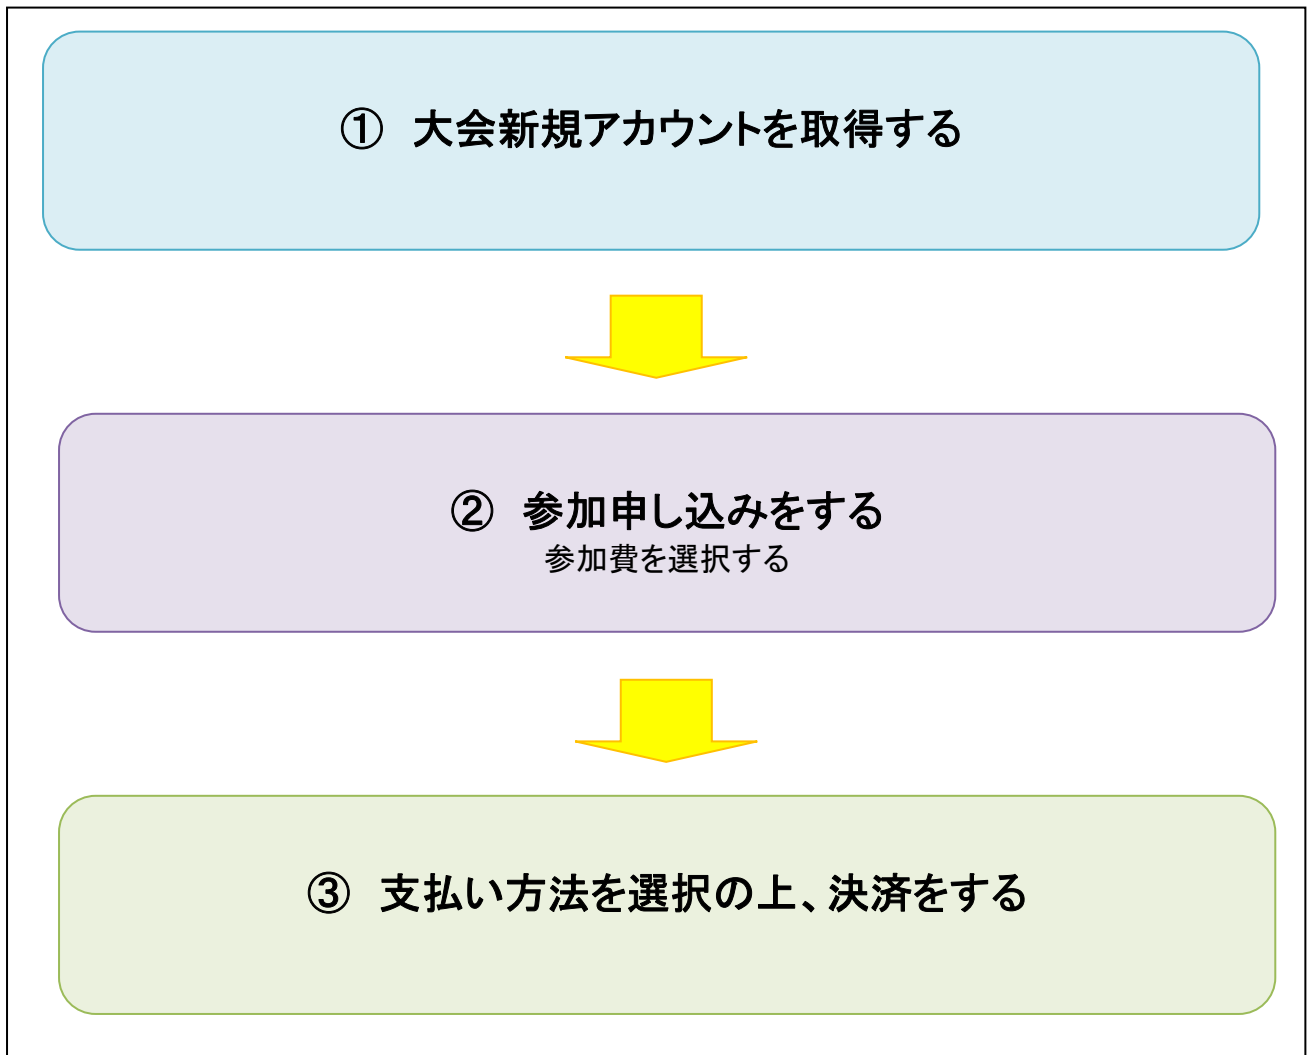 ① 大会新規アカウントを取得する
② 参加申し込みをする
参加費を選択する
③ 支払い方法を選択の上、決済をする